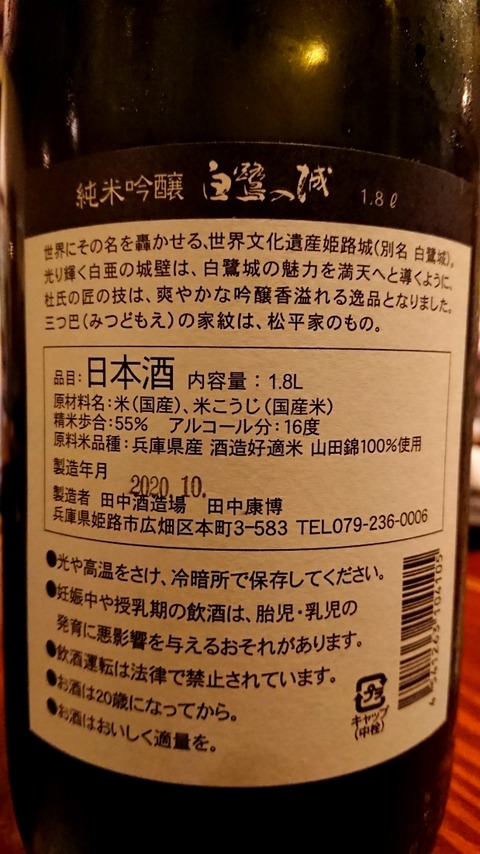 純米吟醸 白鷺の城 1.8ℓ
世界にその名を轟かせる、世界文化遺産姫路城(別名 白鷺城)。
光り輝く白亜の城壁は、白鷺城の魅力を満天へと導くように、
杜氏の匠の技は、爽やかな吟醸香溢れる逸品となりました。
三つ巴(みつどもえ)の家紋は、松平家のもの。
品目:日本酒 内容量:1.8L
原材料名:米(国産)、米こうじ(国産米)
精米歩合:55% アルコール分:16度
原料米品種:兵庫県産 酒造好適米 山田錦100%使用
製造年月
2020.10.
製造者 田中酒造場 田中康博
兵庫県姫路市広畑区本町3-583 TEL079-236-0006
●光や高温をさけ、冷暗所で保存してください。
●妊娠中や授乳期の飲酒は、胎児・乳児の
発育に悪影響を与えるおそれがあります。
●飲酒運転は法律で禁止されています。
●お酒は20歳になってから。
●お酒はおいしく適量を。
キャップ
(中栓)
4541265104105